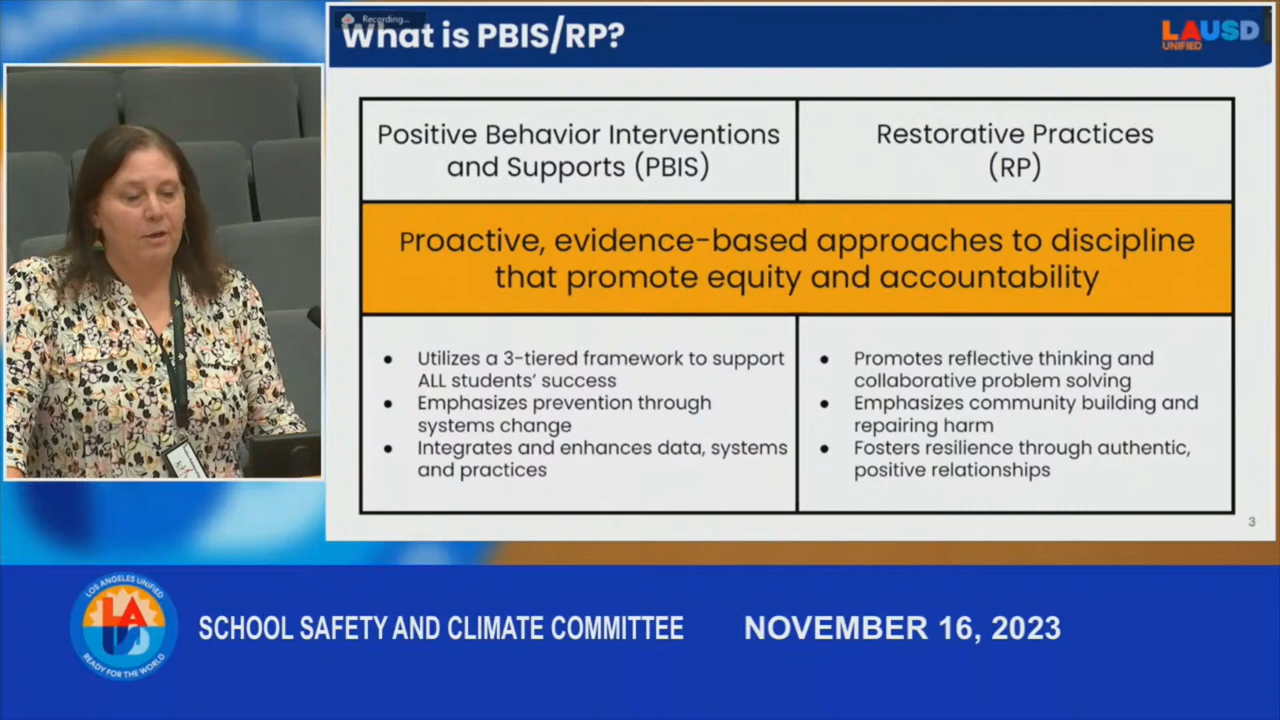 Recording...
What is PBIS/RP?
LAUSD
UNIFIED
Positive Behavior Interventions
and Supports (PBIS)
Restorative Practices
(RP)
Proactive, evidence-based approaches to discipline
that promote equity and accountability
● Utilizes a 3-tiered framework to support
ALL students' success
● Emphasizes prevention through
systems change
● Integrates and enhances data, systems
and practices
● Promotes reflective thinking and
collaborative problem solving
● Emphasizes community building and
repairing harm
● Fosters resilience through authentic,
positive relationships
3
LOS ANGELES UNIFIED
LAUSD
READY FOR THE WORLD
SCHOOL SAFETY AND CLIMATE COMMITTEE
NOVEMBER 16, 2023